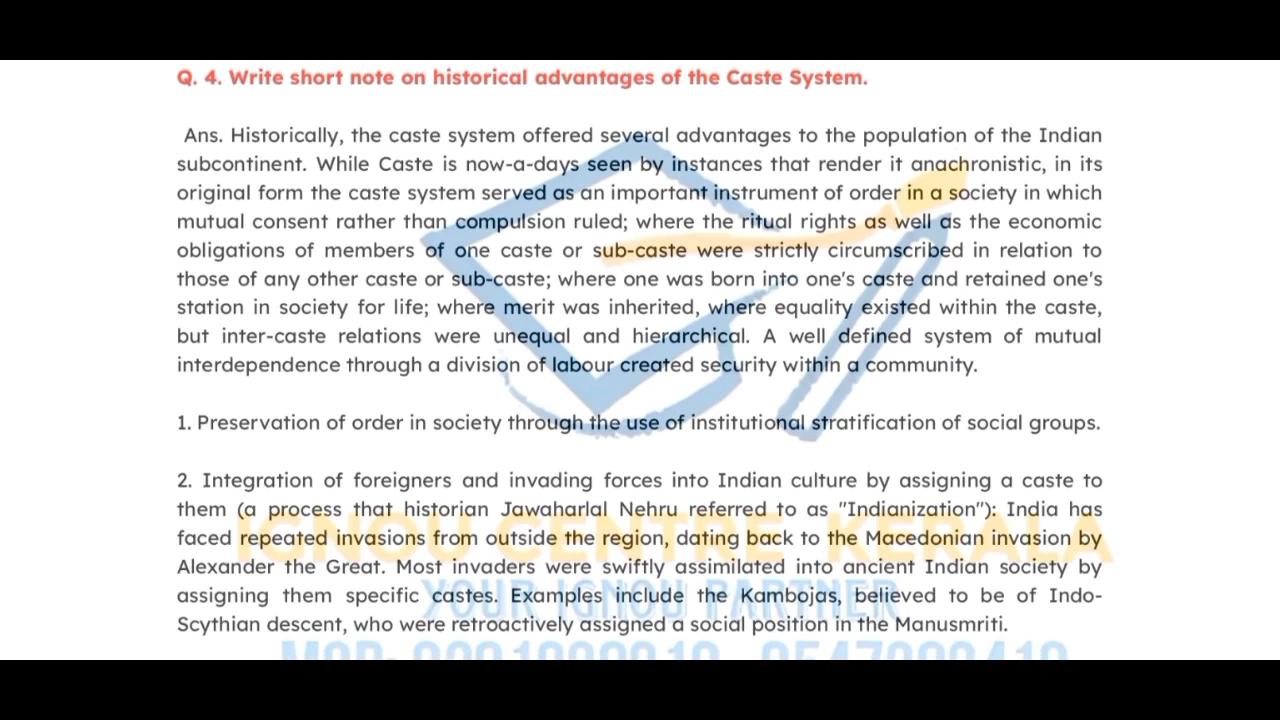 Q. 4. Write short note on historical advantages of the Caste System.
Ans. Historically, the caste system offered several advantages to the population of the Indian
subcontinent. While Caste is now-a-days seen by instances that render it anachronistic, in its
original form the caste system served as an important instrument of order in a society in which
mutual consent rather than compulsion ruled; where the ritual rights as well as the economic
obligations of members of one caste or sub-caste were strictly circumscribed in relation to
those of any other caste or sub-caste; where one was born into one's caste and retained one's
station in society for life; where merit was inherited, where equality existed within the caste,
but inter-caste relations were unequal and hierarchical. A well defined system of mutual
interdependence through a division of labour created security within a community.
1. Preservation of order in society through the use of institutional stratification of social groups.
2. Integration of foreigners and invading forces into Indian culture by assigning a caste to
them (a process that historian Jawaharlal Nehru referred to as "Indianization"): India has
faced repeated invasions from outside the region, dating back to the Macedonian invasion by
Alexander the Great. Most invaders were swiftly assimilated into ancient Indian society by
assigning them specific castes. Examples include the Kambojas, believed to be of Indo-
Scythian descent, who were retroactively assigned a social position in the Manusmriti.
IGNOU CENTRE KERALA
YOUR IGNOU PARTNER